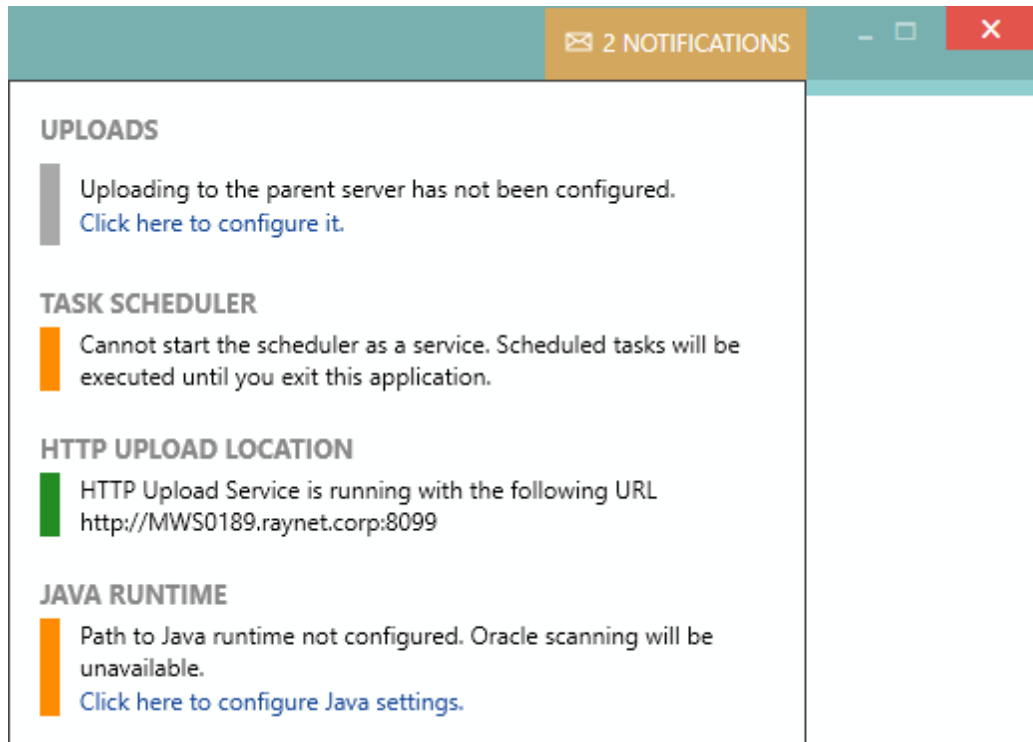 2 NOTIFICATIONS
UPLOADS
Uploading to the parent server has not been configured.
Click here to configure it.
TASK SCHEDULER
Cannot start the scheduler as a service. Scheduled tasks will be
executed until you exit this application.
HTTP UPLOAD LOCATION
HTTP Upload Service is running with the following URL
http://MWS0189.raynet.corp:8099
JAVA RUNTIME
Path to Java runtime not configured. Oracle scanning will be
unavailable.
Click here to configure Java settings.